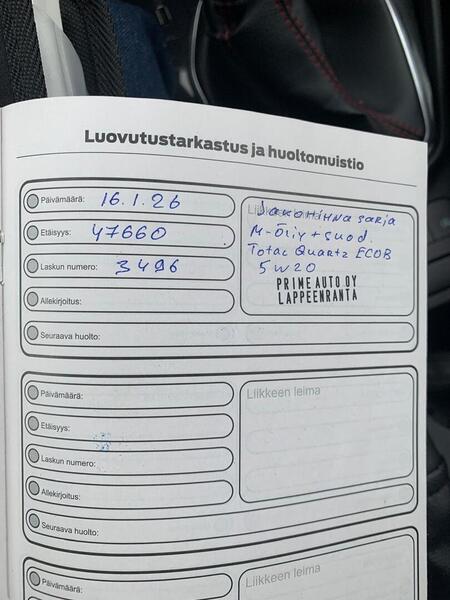 Luovutustarkastus ja huoltomuistio
Päivämäärä: 16.1.26
Etäisyys: 47660
Laskun numero: 3496
Allekirjoitus:
Seuraava huolto:
Liikkeen leima
Jakohihna sarja
M-öljy + suod.
Total Quartz ECOB
5W20
PRIME AUTO OY
LAPPEENRANTA
Päivämäärä:
Etäisyys:
Laskun numero:
Allekirjoitus:
Seuraava huolto:
Liikkeen leima
Päivämäärä:
Liikkeen leima